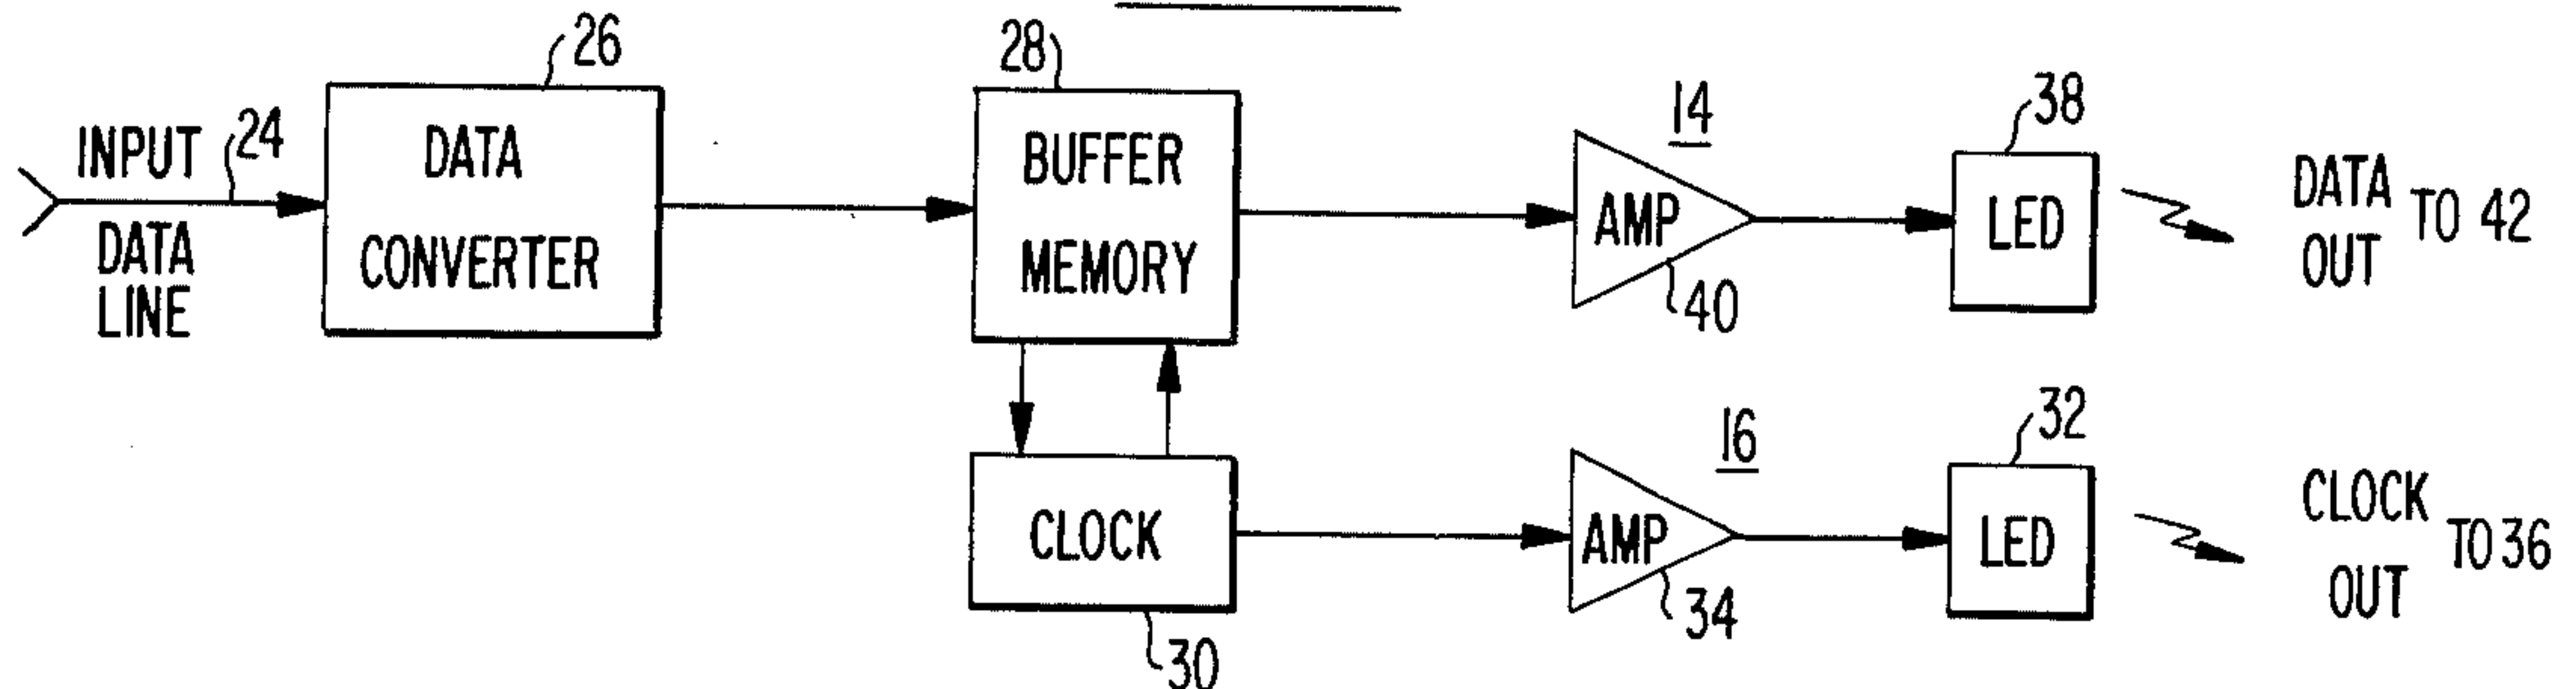 26
28
14
38
INPUT
24
DATA
LINE
DATA
CONVERTER
BUFFER
MEMORY
AMP
40
LED
DATA
OUT
TO 42
16
32
CLOCK
30
AMP
34
LED
CLOCK
OUT
TO 36